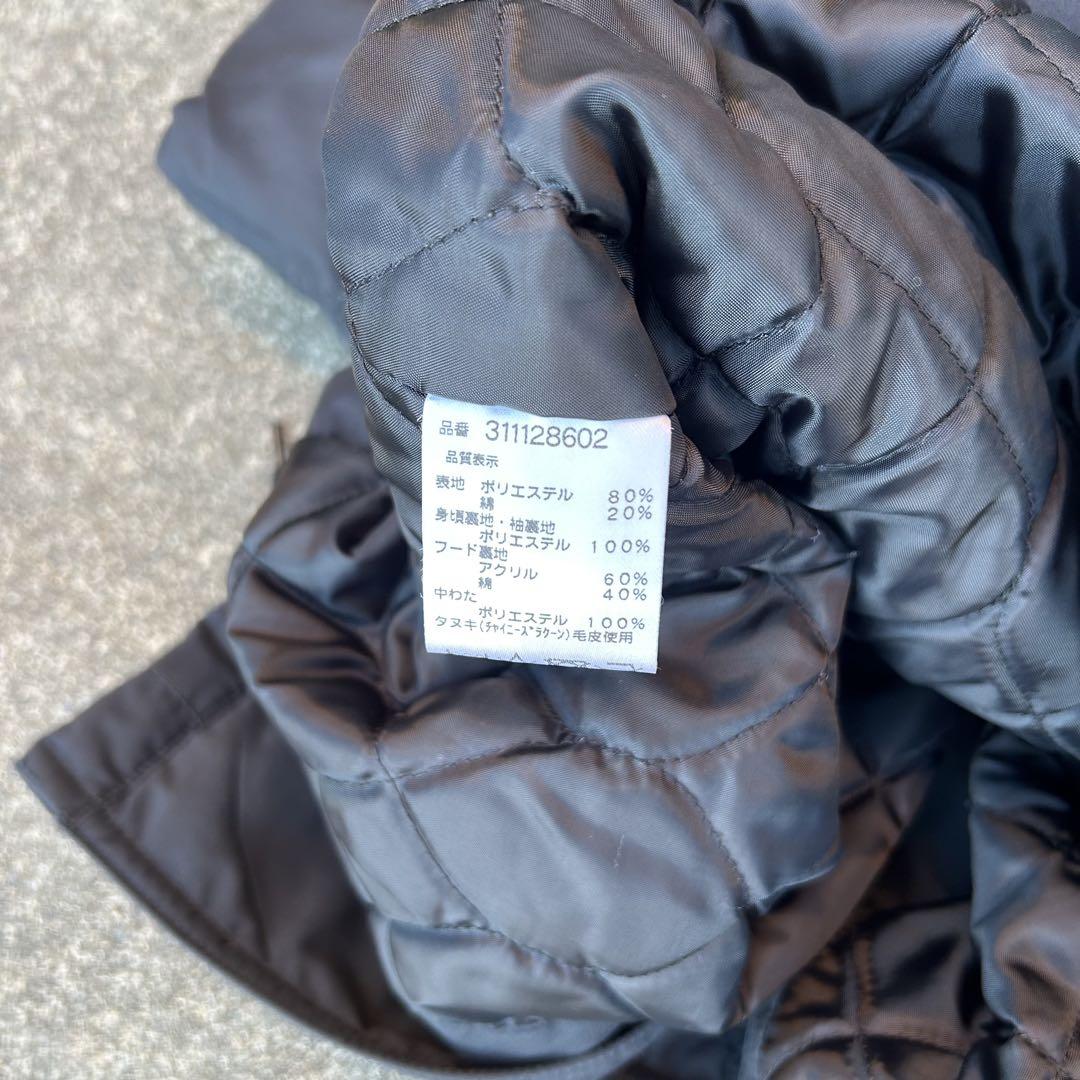 品番 311128602
品質表示
表地 ポリエステル 80%
綿 20%
身頃裏地・袖裏地
ポリエステル 100%
フード裏地
アクリル 60%
綿 40%
中わた
ポリエステル 100%
タヌキ(チャイニーズラクーン)毛皮使用